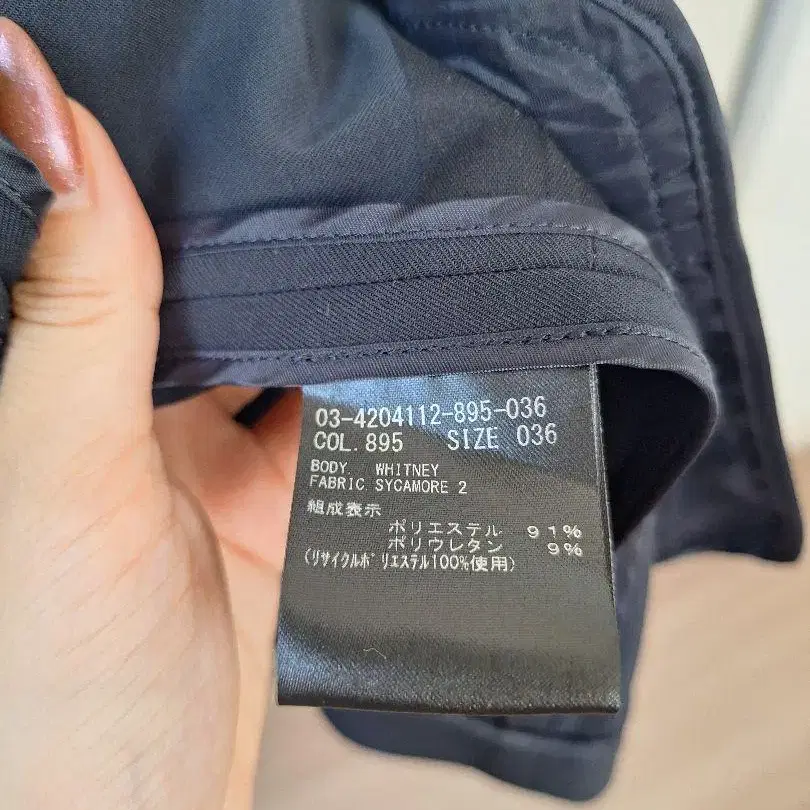 03-4204112-895-036
COL. 895 SIZE 036
BODY WHITNEY
FABRIC SYCAMORE 2
組成表示
ポリエステル 91%
ポリウレタン 9%
(リサイクルポリエステル100%使用)